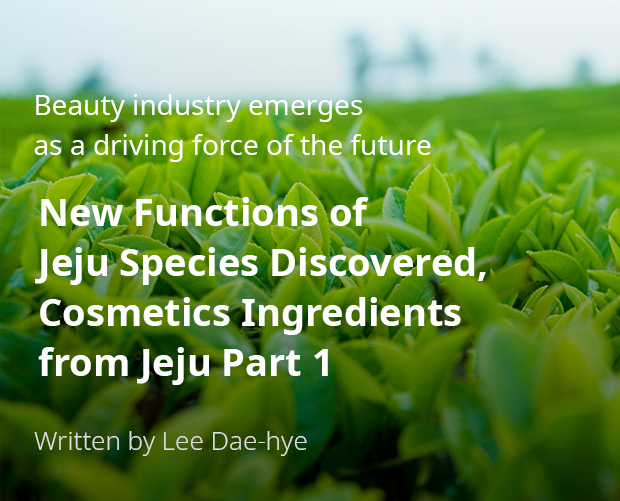 Beauty industry emerges
as a driving force of the future
New Functions of
Jeju Species Discovered,
Cosmetics Ingredients
from Jeju Part 1
Written by Lee Dae-hye